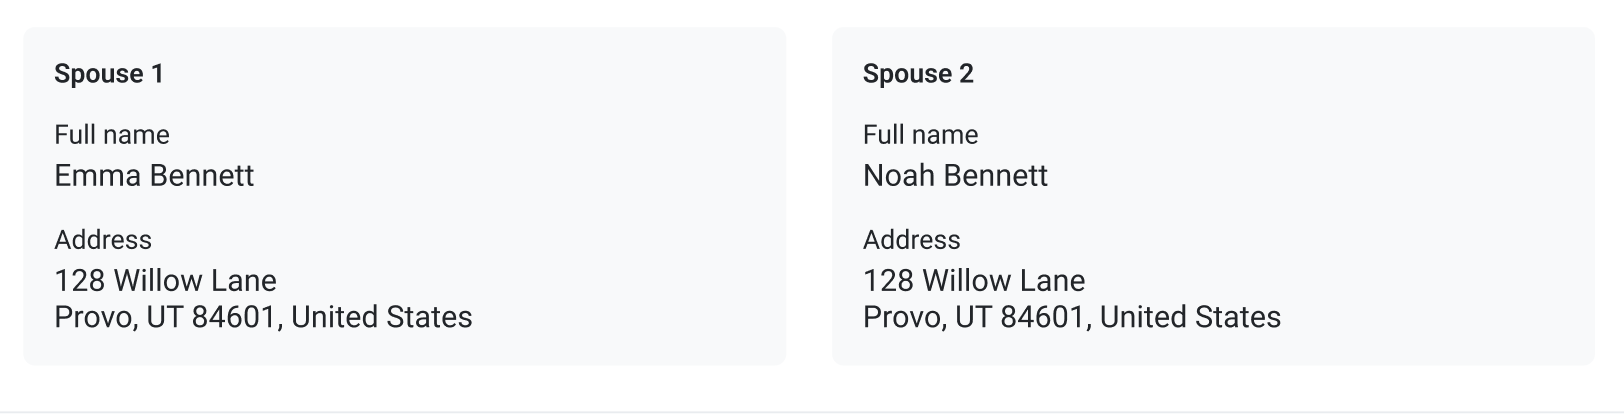 Spouse 1
Full name
Emma Bennett
Address
128 Willow Lane
Provo, UT 84601, United States
Spouse 2
Full name
Noah Bennett
Address
128 Willow Lane
Provo, UT 84601, United States